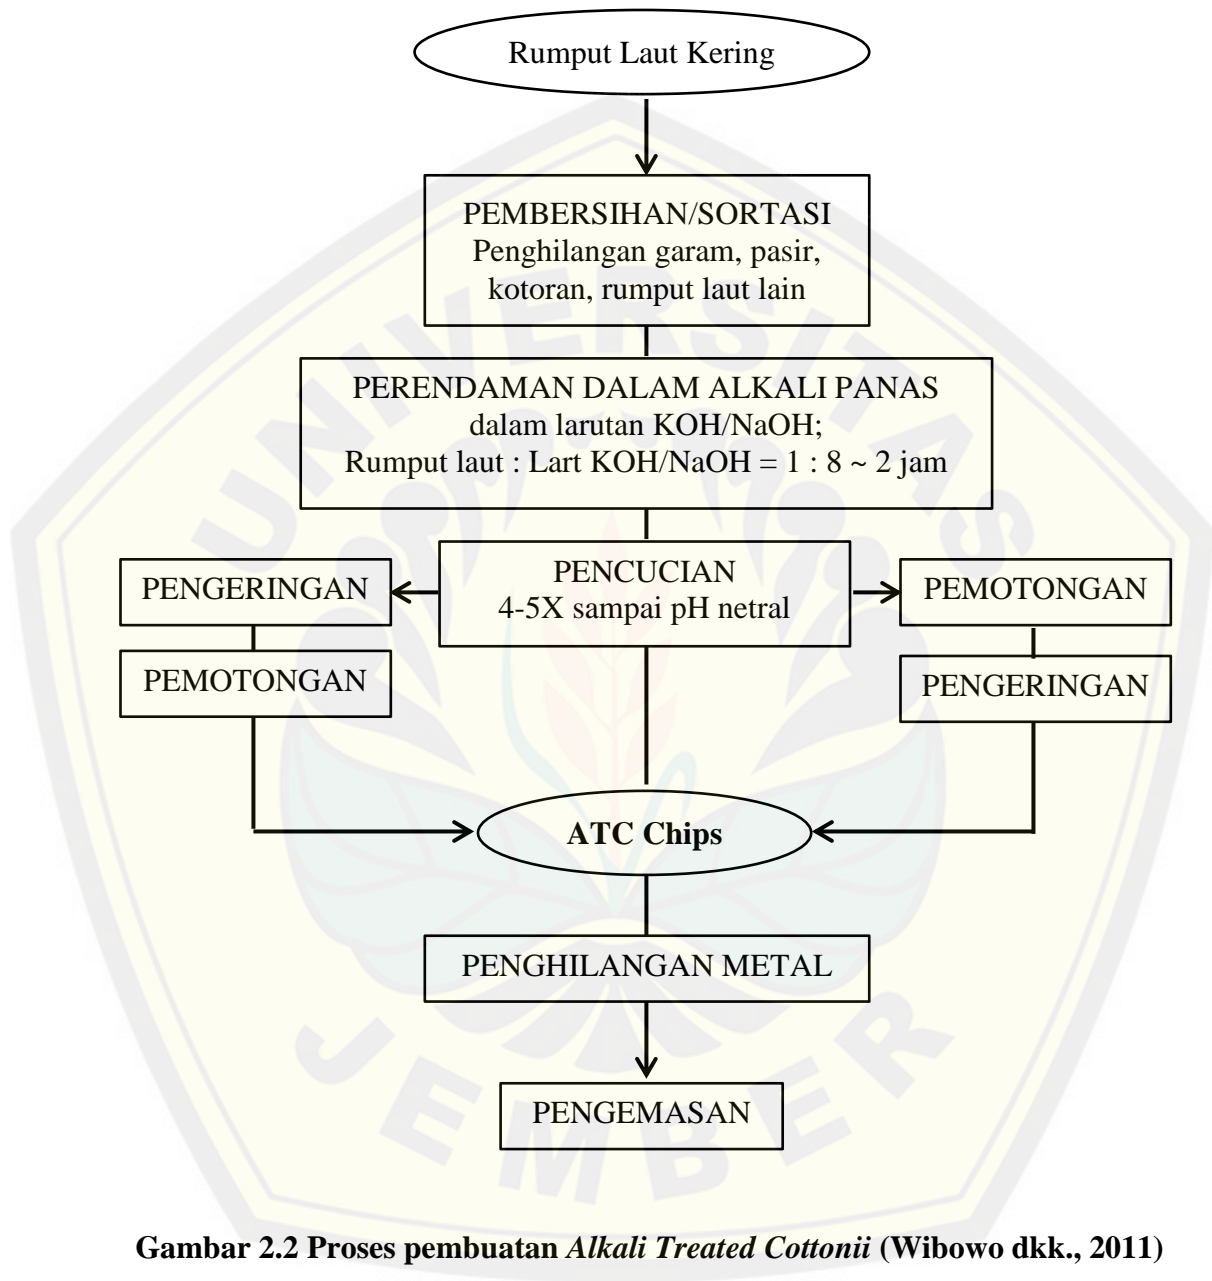 Rumput Laut Kering
PEMBERSIHAN/SORTASI
Penghilangan garam, pasir,
kotoran, rumput laut lain
PERENDAMAN DALAM ALKALI PANAS
dalam larutan KOH/NaOH;
Rumput laut : Lart KOH/NaOH = 1 : 8 ~ 2 jam
PENCUCIAN
4-5X sampai pH netral
PENGERINGAN
PEMOTONGAN
PEMOTONGAN
PENGERINGAN
ATC Chips
PENGHILANGAN METAL
PENGEMASAN
Gambar 2.2 Proses pembuatan Alkali Treated Cottonii (Wibowo dkk., 2011)
UNIVERSITAS
JEMBER